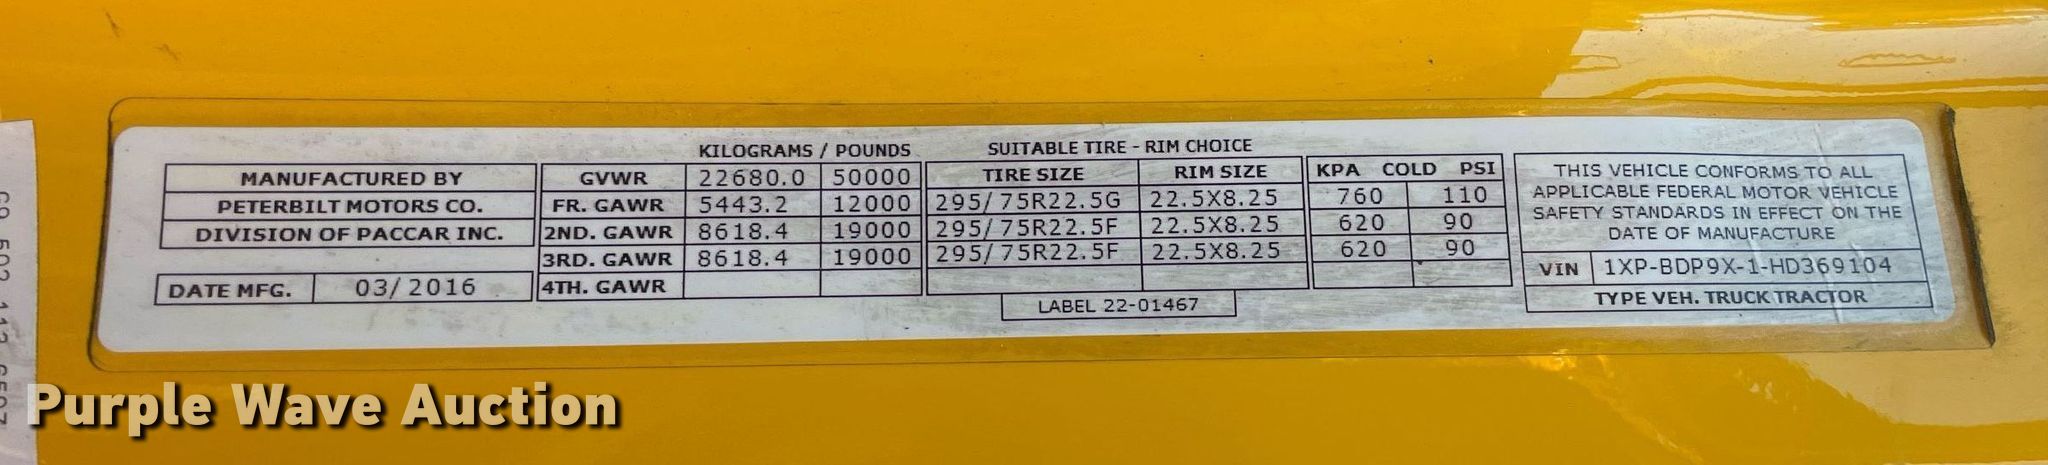 KILOGRAMS / POUNDS SUITABLE TIRE - RIM CHOICE
MANUFACTURED BY GVWR 22680.0 50000 TIRE SIZE RIM SIZE KPA COLD PSI
PETERBILT MOTORS CO. FR. GAWR 5443.2 12000 295/75R22.5G 22.5X8.25 760 110
DIVISION OF PACCAR INC. 2ND. GAWR 8618.4 19000 295/75R22.5F 22.5X8.25 620 90
3RD. GAWR 8618.4 19000 295/75R22.5F 22.5X8.25 620 90
DATE MFG. 03/2016 4TH. GAWR
LABEL 22-01467
THIS VEHICLE CONFORMS TO ALL
APPLICABLE FEDERAL MOTOR VEHICLE
SAFETY STANDARDS IN EFFECT ON THE
DATE OF MANUFACTURE
VIN 1XP-BDP9X-1-HD369104
TYPE VEH. TRUCK TRACTOR
Purple Wave Auction